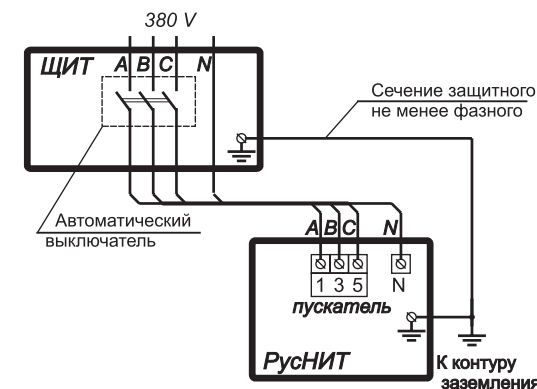 380 V
ЩИТ
A B C N
Сечение защитного
не менее фазного
Автоматический
выключатель
A B C N
1 3 5 N
пускатель
РусНИТ
К контуру
заземления